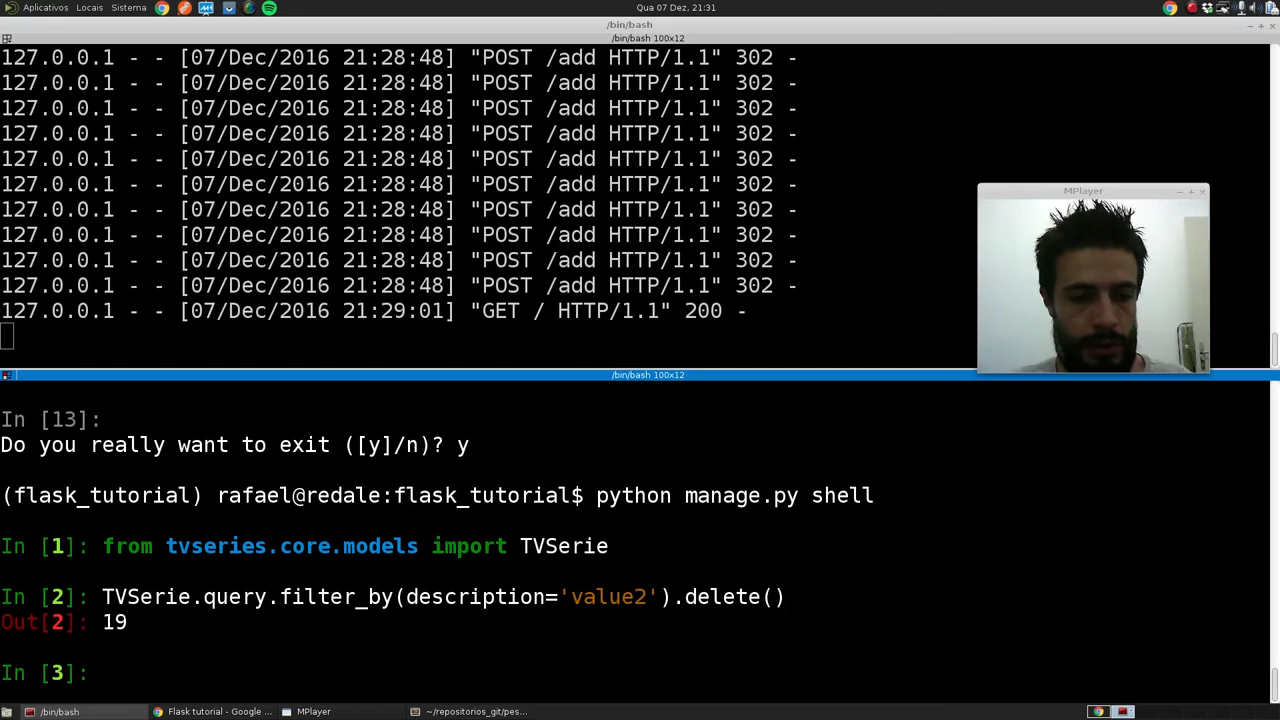 Aplicativos Locais Sistema Qua 07 Dez, 21:31
/bin/bash
/bin/bash 100x12
127.0.0.1 - - [07/Dec/2016 21:28:48] "POST /add HTTP/1.1" 302 -
127.0.0.1 - - [07/Dec/2016 21:28:48] "POST /add HTTP/1.1" 302 -
127.0.0.1 - - [07/Dec/2016 21:28:48] "POST /add HTTP/1.1" 302 -
127.0.0.1 - - [07/Dec/2016 21:28:48] "POST /add HTTP/1.1" 302 -
127.0.0.1 - - [07/Dec/2016 21:28:48] "POST /add HTTP/1.1" 302 -
127.0.0.1 - - [07/Dec/2016 21:28:48] "POST /add HTTP/1.1" 302 -
127.0.0.1 - - [07/Dec/2016 21:28:48] "POST /add HTTP/1.1" 302 -
127.0.0.1 - - [07/Dec/2016 21:28:48] "POST /add HTTP/1.1" 302 -
127.0.0.1 - - [07/Dec/2016 21:28:48] "POST /add HTTP/1.1" 302 -
127.0.0.1 - - [07/Dec/2016 21:28:48] "POST /add HTTP/1.1" 302 -
127.0.0.1 - - [07/Dec/2016 21:29:01] "GET / HTTP/1.1" 200 -
MPlayer
/bin/bash 100x12
In [13]:
Do you really want to exit ([y]/n)? y
(flask_tutorial) rafael@redale:flask_tutorial$ python manage.py shell
In [1]: from tvseries.core.models import TVSerie
In [2]: TVSerie.query.filter_by(description='value2').delete()
Out[2]: 19
In [3]:
/bin/bash Flask tutorial - Google ... MPlayer ~/repositorios_git/pes...